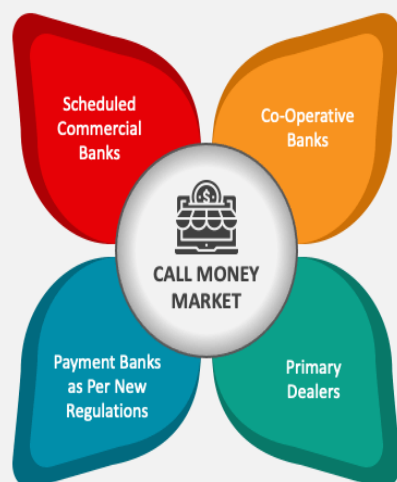 Scheduled
Commercial
Banks
Co-Operative
Banks
$
CALL MONEY
MARKET
Payment Banks
as Per New
Regulations
Primary
Dealers